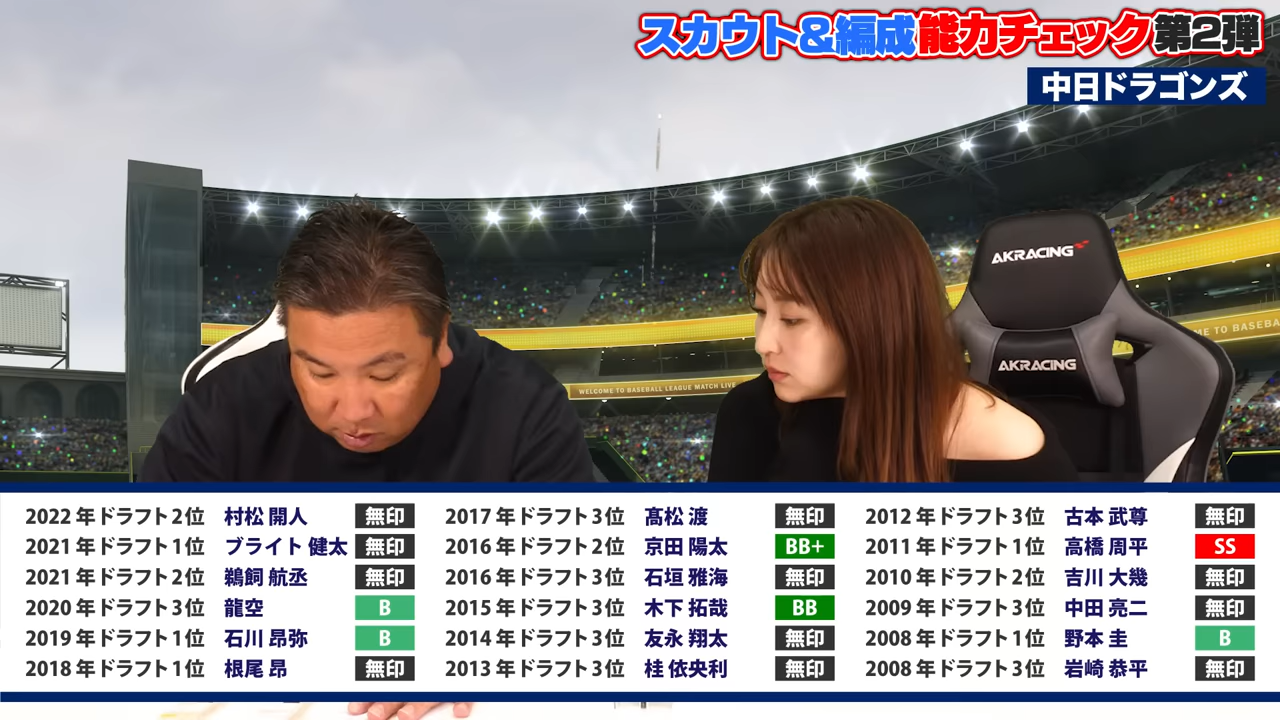 スカウト&編成能力チェック第2弾
中日ドラゴンズ
AKRACING
AKRACING
WELCOME TO BASEBALL LEAGUE MATCH LIVE
ME TO BASEBA
2022年ドラフト2位 村松 開人 無印
2021年ドラフト1位 ブライト 健太 無印
2021年ドラフト2位 鵜飼 航丞 無印
2020年ドラフト3位 龍空 B
2019年ドラフト1位 石川 昂弥 B
2018年ドラフト1位 根尾 昂 無印
2017年ドラフト3位 髙松 渡 無印
2016年ドラフト2位 京田 陽太 BB+
2016年ドラフト3位 石垣 雅海 無印
2015年ドラフト3位 木下 拓哉 BB
2014年ドラフト3位 友永 翔太 無印
2013年ドラフト3位 桂 依央利 無印
2012年ドラフト3位 古本 武尊 無印
2011年ドラフト1位 高橋 周平 SS
2010年ドラフト2位 吉川 大幾 無印
2009年ドラフト3位 中田 亮二 無印
2008年ドラフト1位 野本 圭 B
2008年ドラフト3位 岩崎 恭平 無印